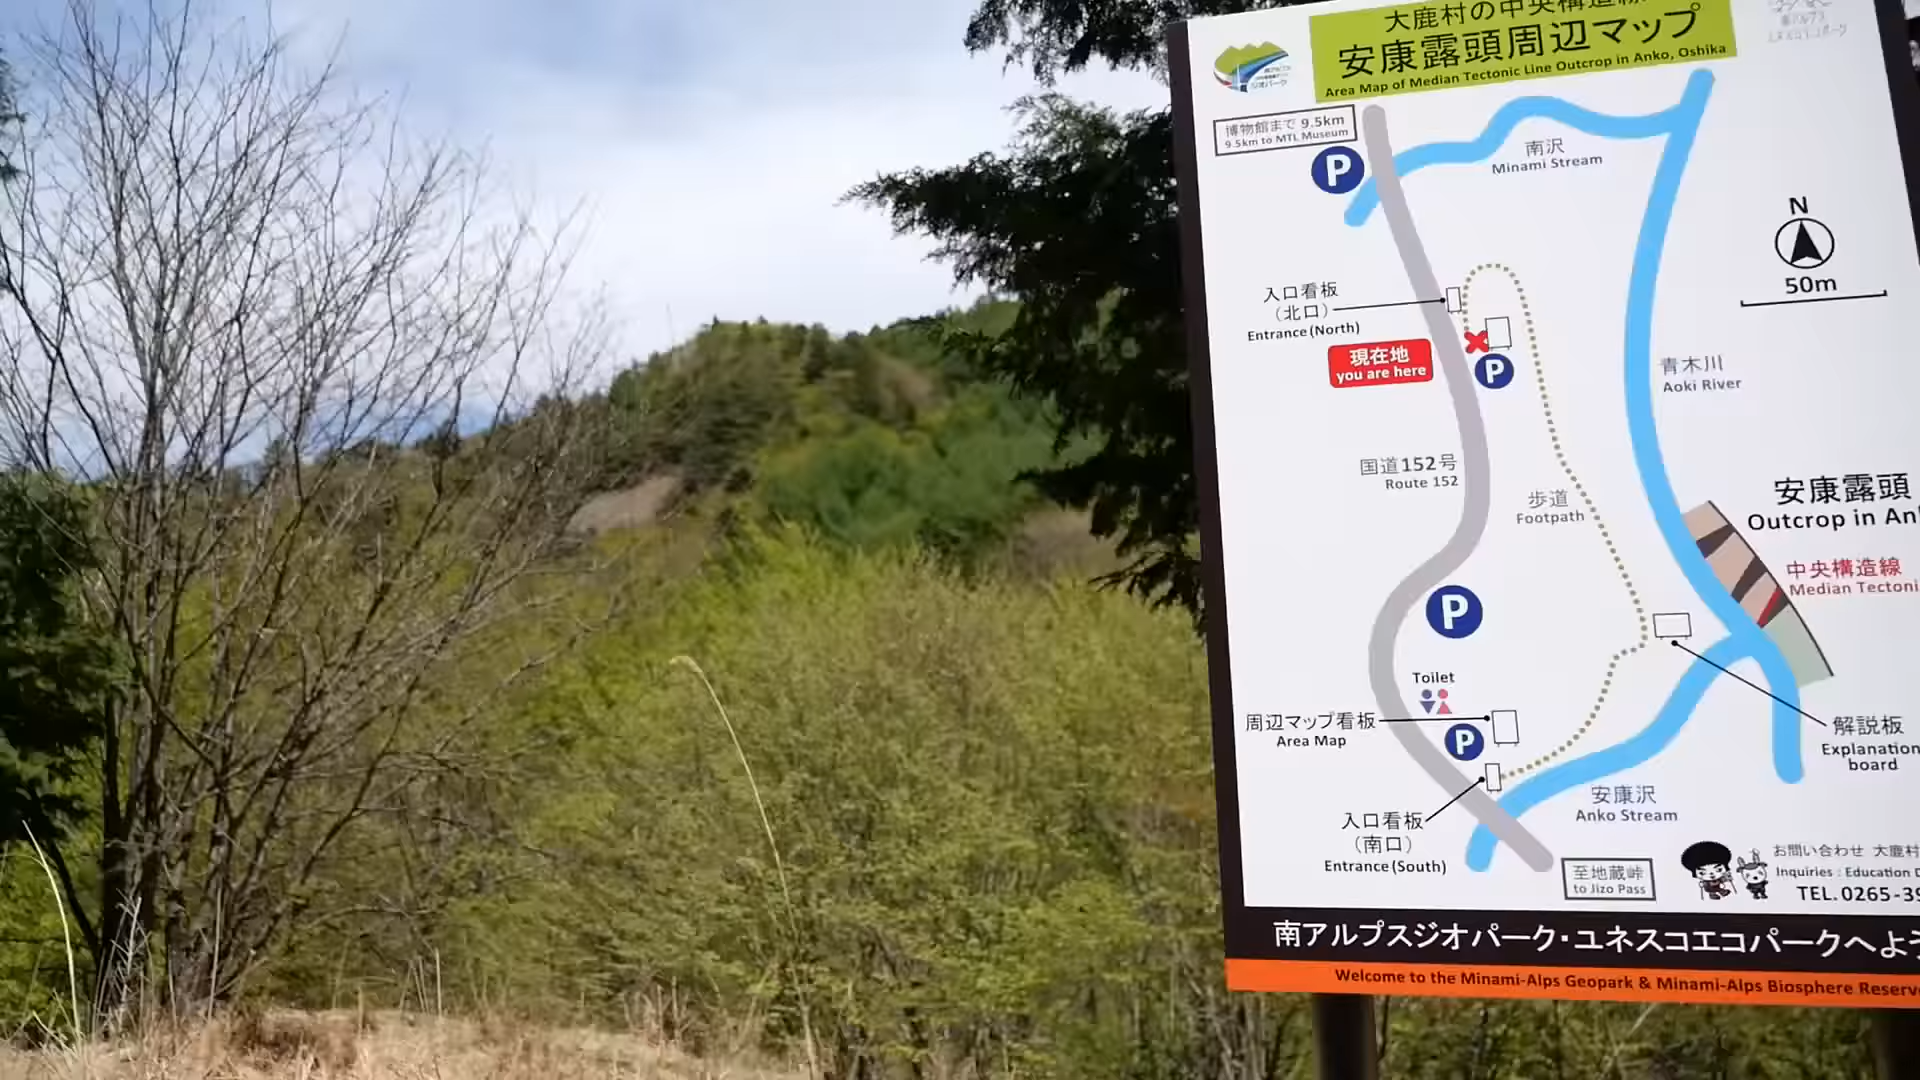 大鹿村の中央構造線
安康露頭周辺マップ
Area Map of Median Tectonic Line Outcrop in Anko, Oshika
ジオパーク
博物館まで 9.5km
9.5km to MTL Museum
P
南沢
Minami Stream
N
50m
入口看板
（北口）
Entrance (North)
現在地
you are here
P
青木川
Aoki River
国道152号
Route 152
歩道
Footpath
安康露頭
Outcrop in An
中央構造線
Median Tectoni
P
Toilet
周辺マップ看板
Area Map
P
解説板
Explanation
board
入口看板
（南口）
Entrance (South)
安康沢
Anko Stream
至地蔵峠
to Jizo Pass
お問い合わせ 大鹿村
Inquiries : Education
TEL. 0265-39
南アルプスジオパーク・ユネスコエコパークへよう
Welcome to the Minami-Alps Geopark & Minami-Alps Biosphere Reserve